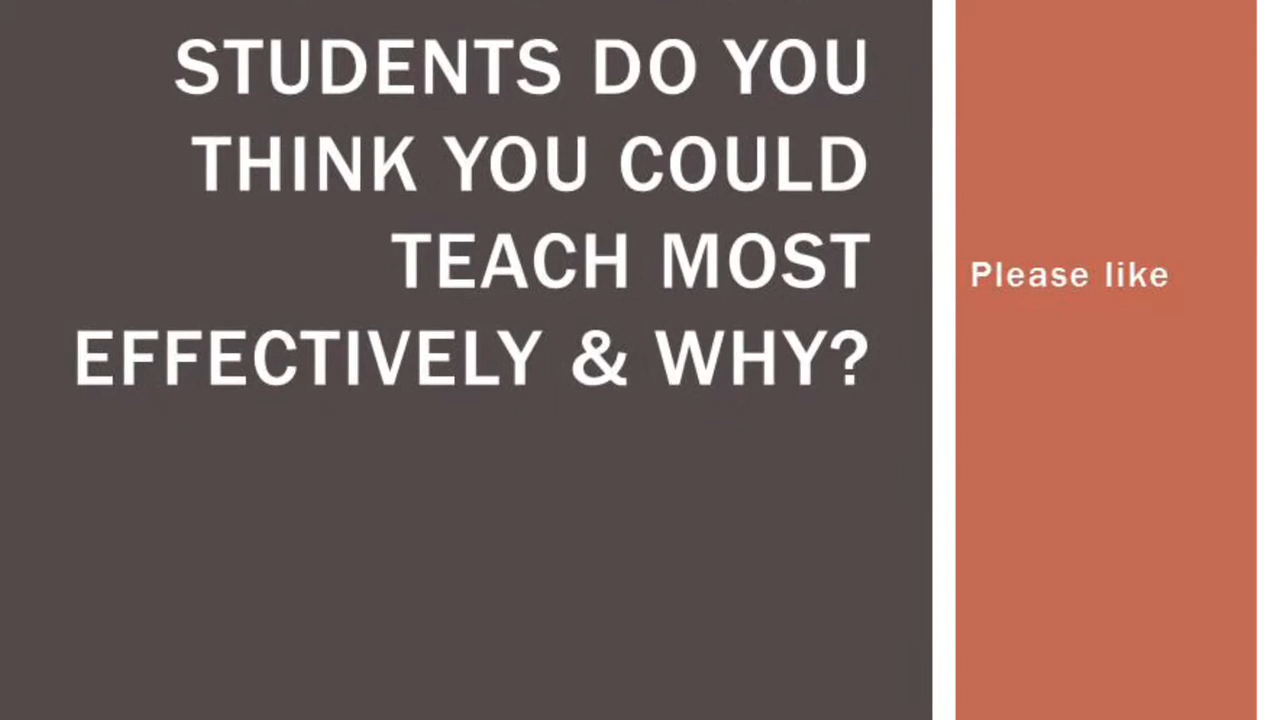 STUDENTS DO YOU
THINK YOU COULD
TEACH MOST
EFFECTIVELY & WHY?
Please like